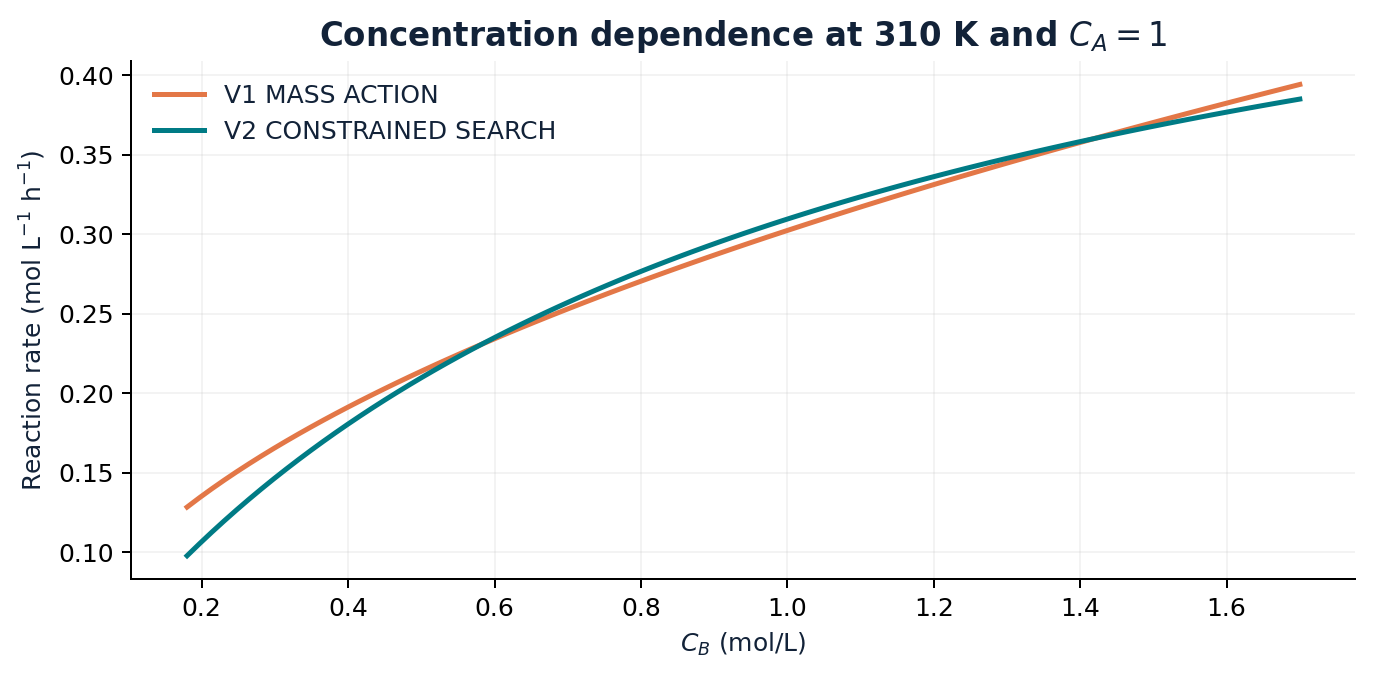 Concentration dependence at 310 K and C_A = 1
V1 MASS ACTION
V2 CONSTRAINED SEARCH
Reaction rate (mol L⁻¹ h⁻¹)
0.40
0.35
0.30
0.25
0.20
0.15
0.10
0.2 0.4 0.6 0.8 1.0 1.2 1.4 1.6
C_B (mol/L)